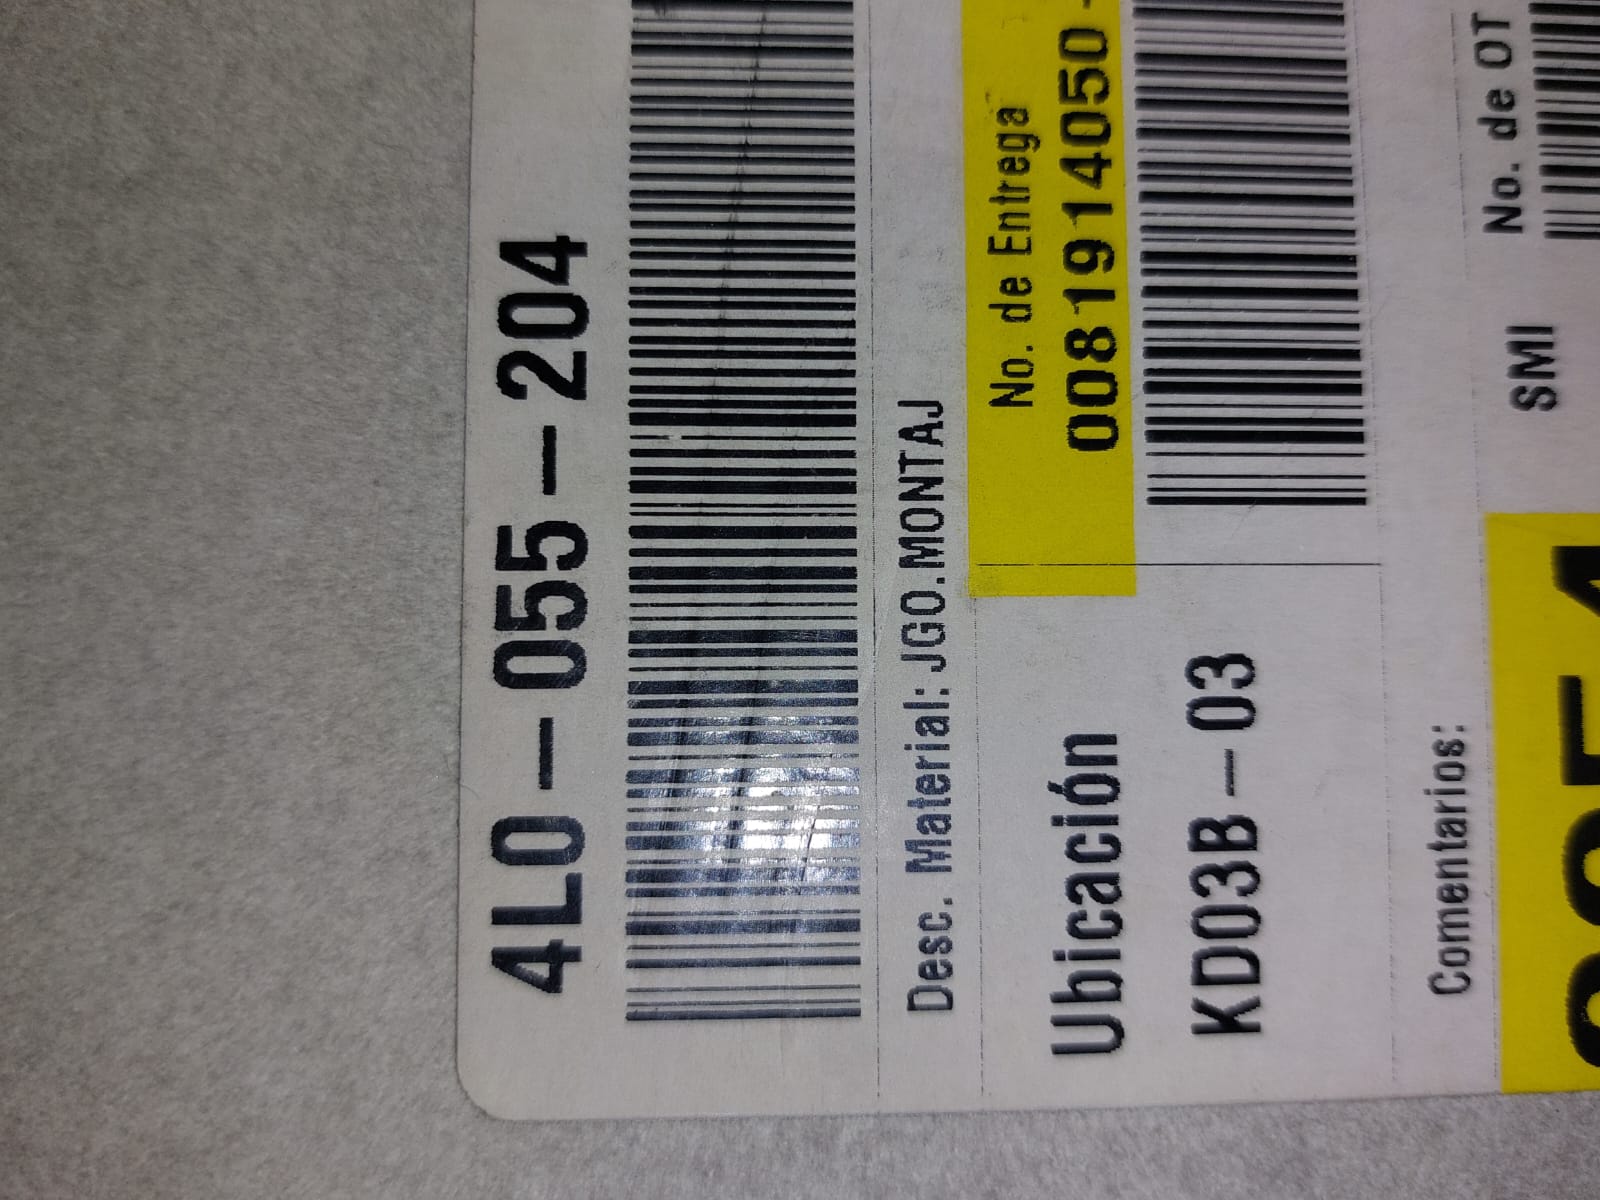 4L0-055-204
Desc. Material: JGO.MONTAJ
No. de Entrega
0081914050-
Ubicación
KD03B-03
Comentarios:
SMI
No. de OT